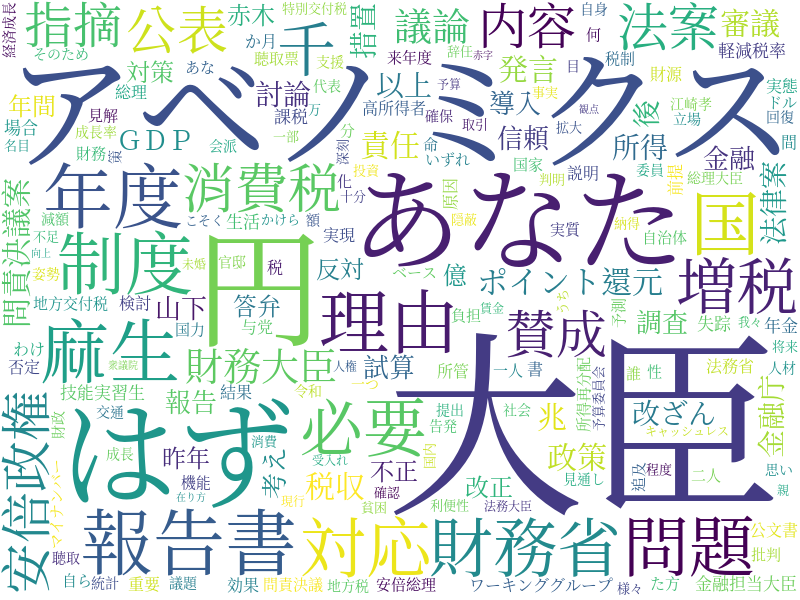 経済成長
指摘
公表
赤木
特別交付税
か月
千
措置
議論
内容
法案
審議
自身
何
軽減税率
そのため
対策
聴取票
あな
支援
総理
来年度
辞任
赤字
代表
万
予算
以上
発言
目
税制
財源
アベノミクス
年間
見解
討論
高所得者
確保
導入
事実
観点
後
江崎孝
実態
ドル
回復
場合
成長率
GDP
課税
一部
分
深刻
取引
拡大
立場
名目
財務
会派
責任
命
いずれ
信頼
所得
金融
間
年度
消費税
あなた
国
法律案
国家
説明
委員
前提
総理大臣
投資
判明
原因
化
十分
減額
こそく
生活
かけら
額
隠蔽
実質
納得
自治体
問責決議案
制度
円
不足
向上
姿勢
未婚
官邸
税
実現
反対
億
ポイント還元
増税
ベース
うち
地方交付税
検討
山下
答弁
与党
国力
理由
負担
賃金
賛成
予測
調査
失踪
我々
年金
将来
人材
麻生
大臣
わけ
否定
衆議院
財務大臣
人権
試算
所管
一人
書
所得再分配
予算委員会
誰
性
法務省
技能実習生
報告
結果
令和
一つ
兆
改ざん
金融庁
安倍政権
はず
必要
財政
交通
提出
告発
社会
キャッシュレス
成長
消費
受入れ
国内
政策
追及
程度
二人
思い
親
マイナンバー
昨年
機能
在り方
考え
税収
現行
不正
確認
改正
貧困
利便性
見通し
法務大臣
報告書
対応
財務省
問題
公文書
批判
聴取
自ら
統計
重要
議題
効果
問責決議
地方税
安倍総理
ワーキンググループ
様々
た方
金融担当大臣